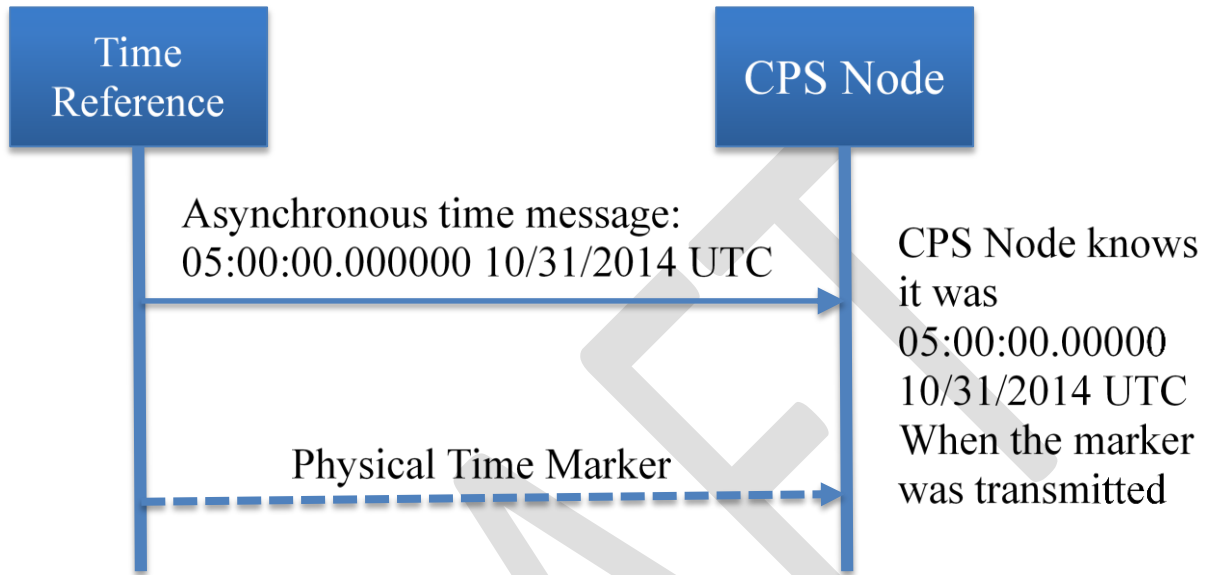 Time
Reference
CPS Node
Asynchronous time message:
05:00:00.000000 10/31/2014 UTC
CPS Node knows
it was
05:00:00.00000
10/31/2014 UTC
When the marker
was transmitted
Physical Time Marker